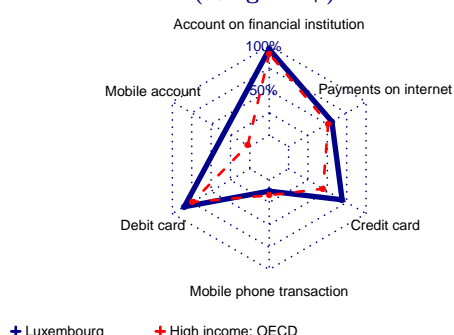 Account on financial institution
100%
Mobile account
50%
Payments on internet
Debit card
Credit card
Mobile phone transaction
Luxembourg
High income: OECD